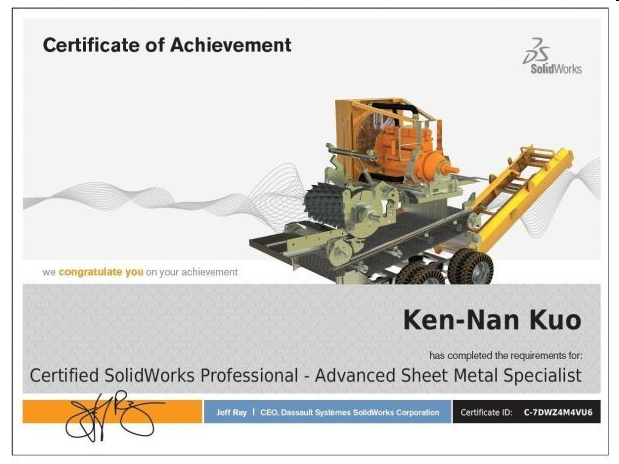 Certificate of Achievement
SolidWorks
we congratulate you on your achievement
Ken-Nan Kuo
has completed the requirements for:
Certified SolidWorks Professional - Advanced Sheet Metal Specialist
Jeff Ray | CEO, Dassault Systèmes SolidWorks Corporation
Certificate ID: C-7DWZ4M4VU6